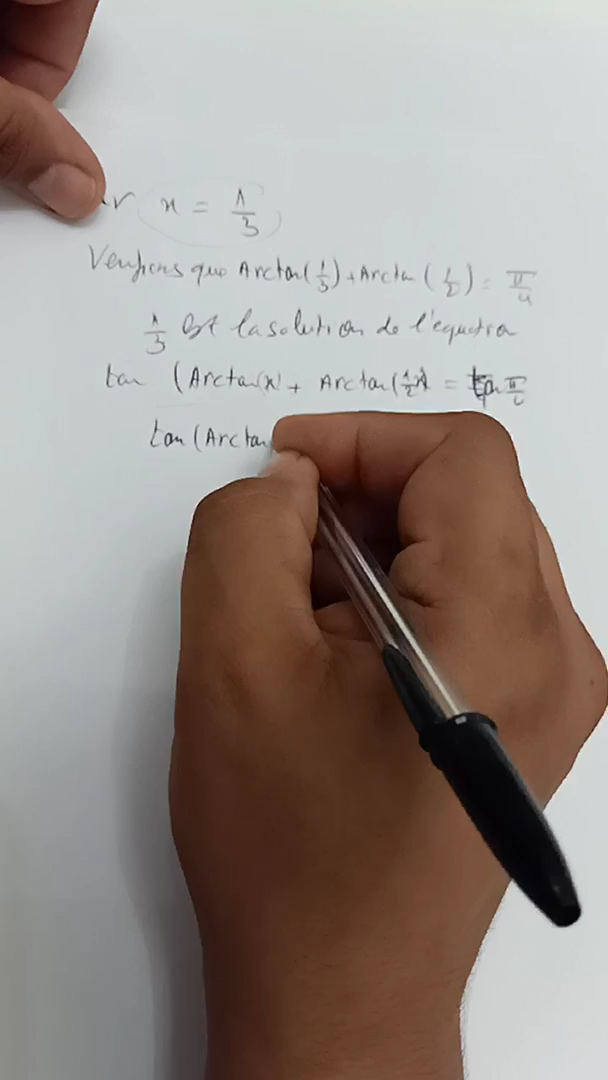 x = 1/3
Verifions que Arctan(1/3) + Arctan(1/2) = π/4
1/3 est la solution de l'equation
tan (Arctan(x) + Arctan(1/2)) = tan π/4
tan (Arctan